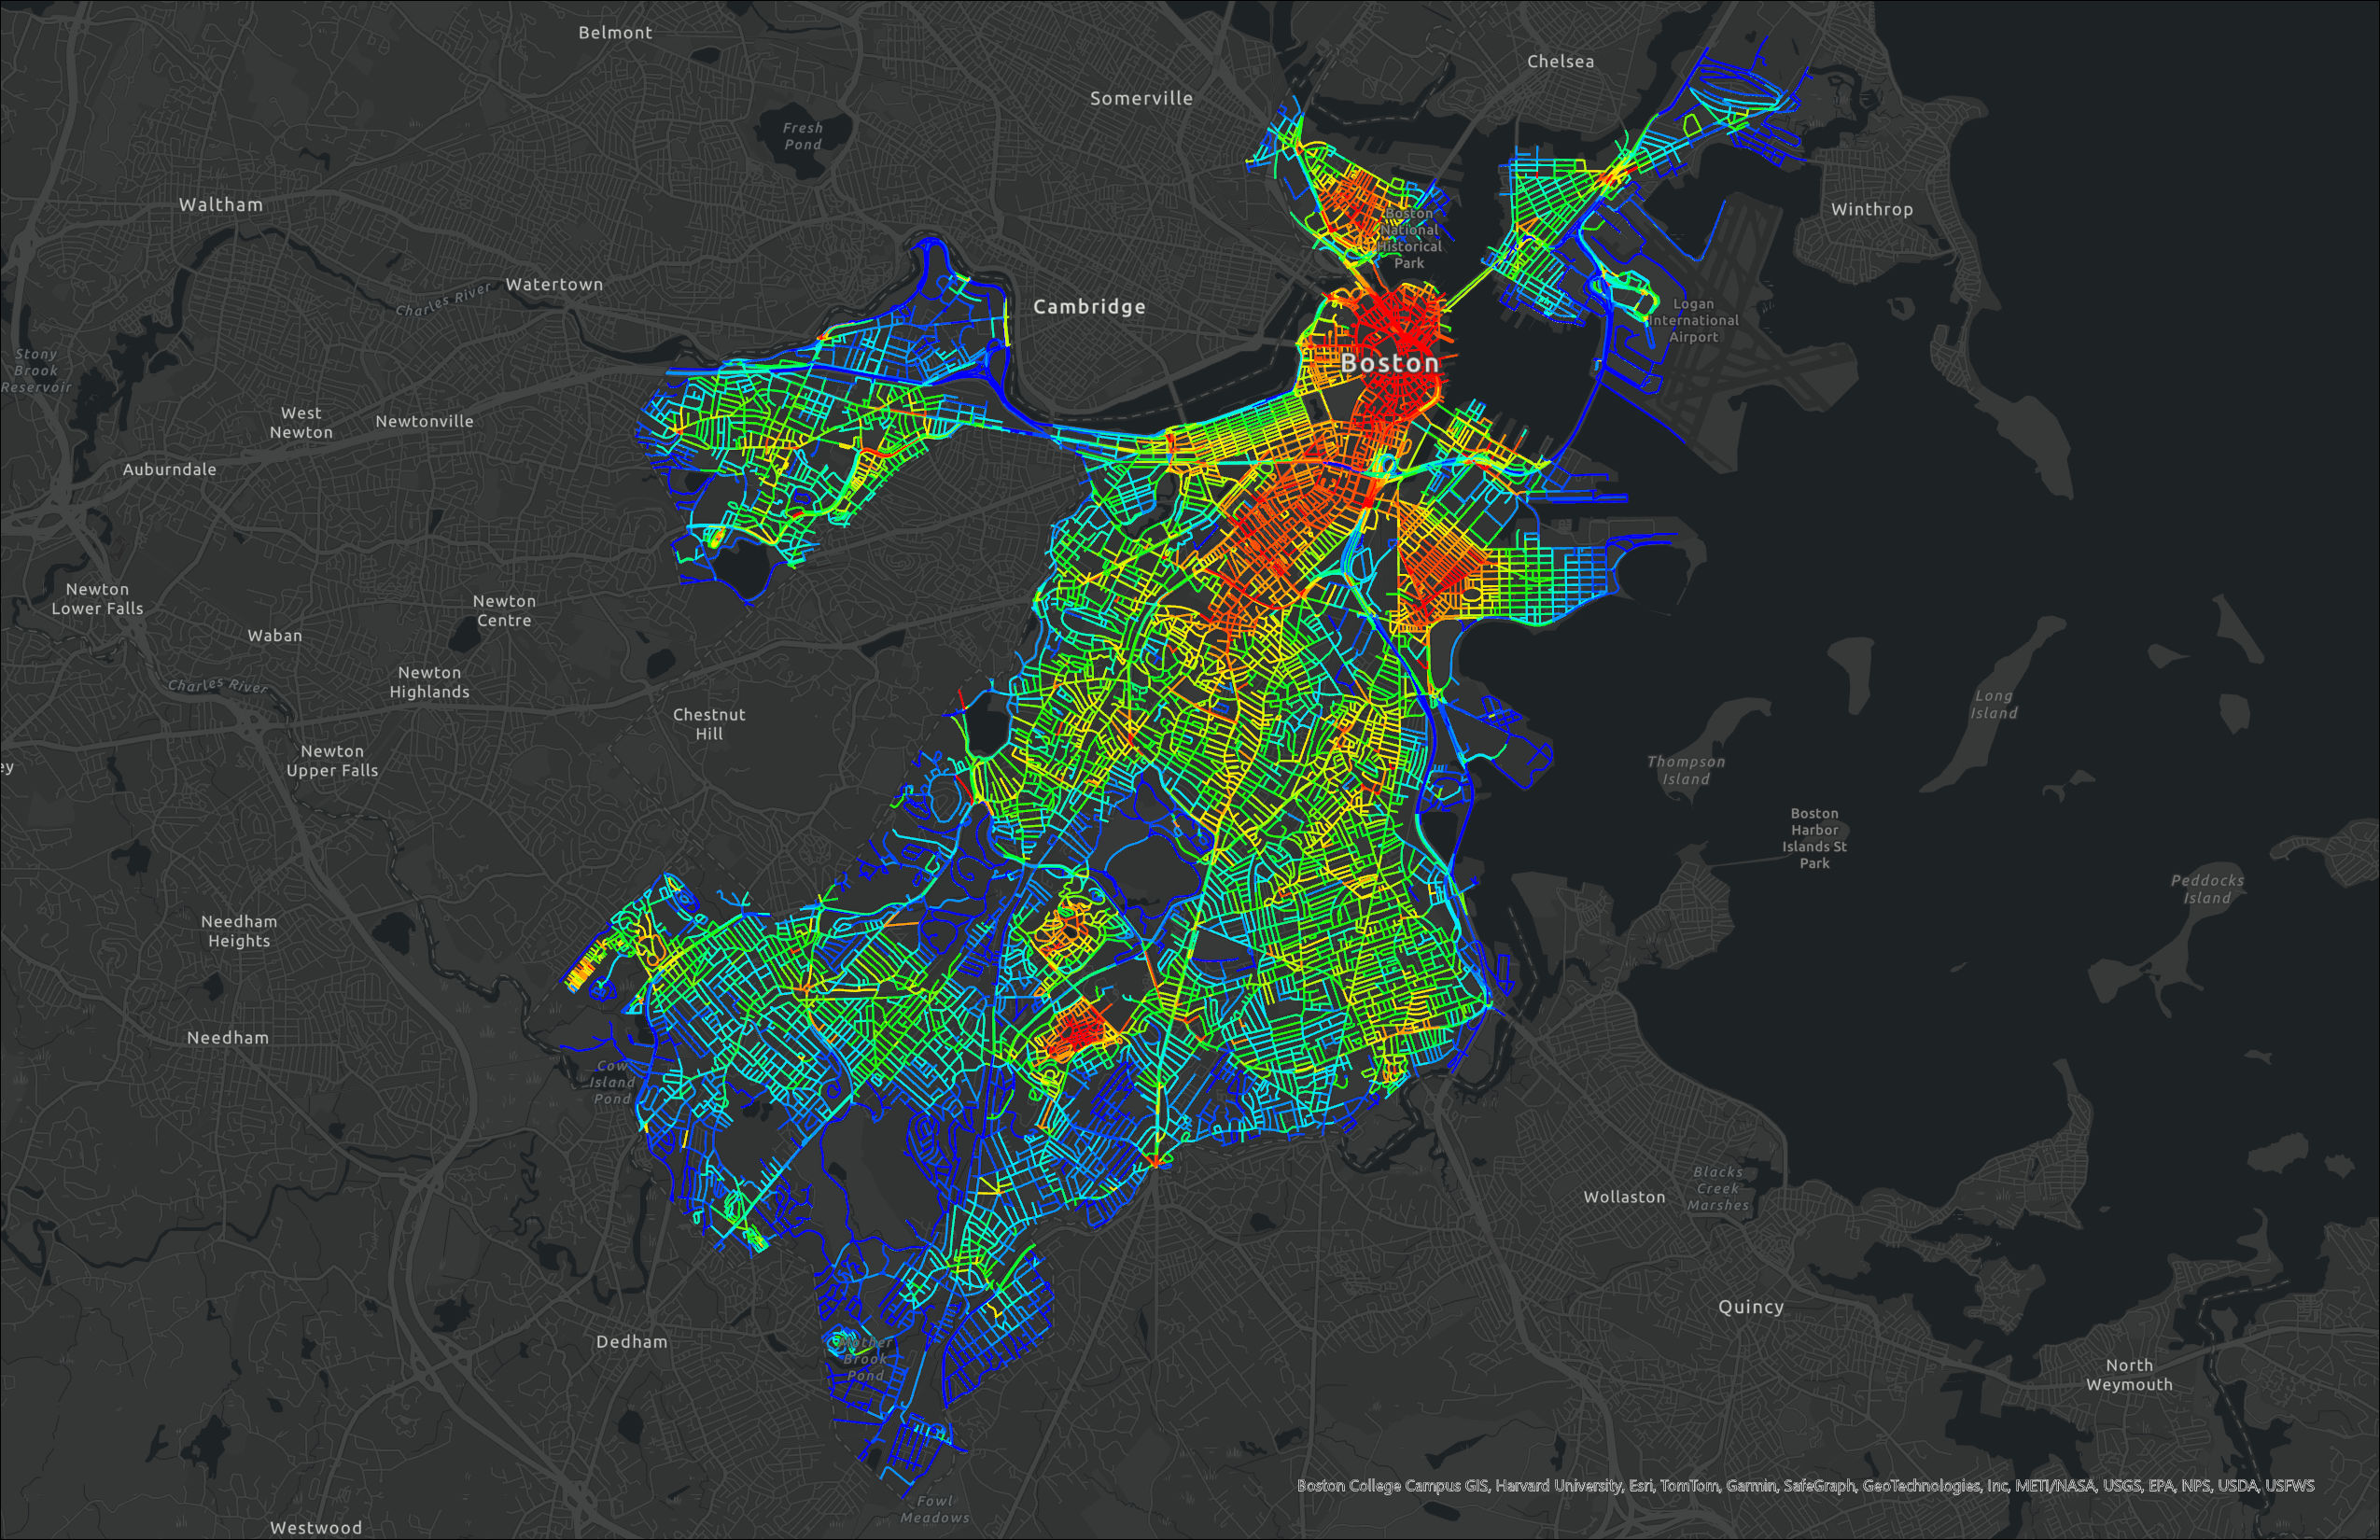 Belmont
Chelsea
Somerville
Fresh
Pond
Waltham
Winthrop
Boston
National
Historical
Park
Watertown
Charles River
Cambridge
Logan
International
Airport
Stony
Brook
Reservoir
Boston
West
Newton
Newtonville
Auburndale
Newton
Lower Falls
Newton
Centre
Waban
Newton
Highlands
Charles River
Long
Island
Chestnut
Hill
Newton
Upper Falls
ey
Thompson
Island
Boston
Harbor
Islands St
Park
Peddocks
Island
Needham
Heights
Needham
Cow
Island
Pond
Blacks
Creek
Marshes
Wollaston
Quincy
Dedham
Mother
Brook
Pond
North
Weymouth
Boston College Campus GIS, Harvard University, Esri, TomTom, Garmin, SafeGraph, GeoTechnologies, Inc, METI/NASA, USGS, EPA, NPS, USDA, USFWS
Fowl
Meadows
Westwood